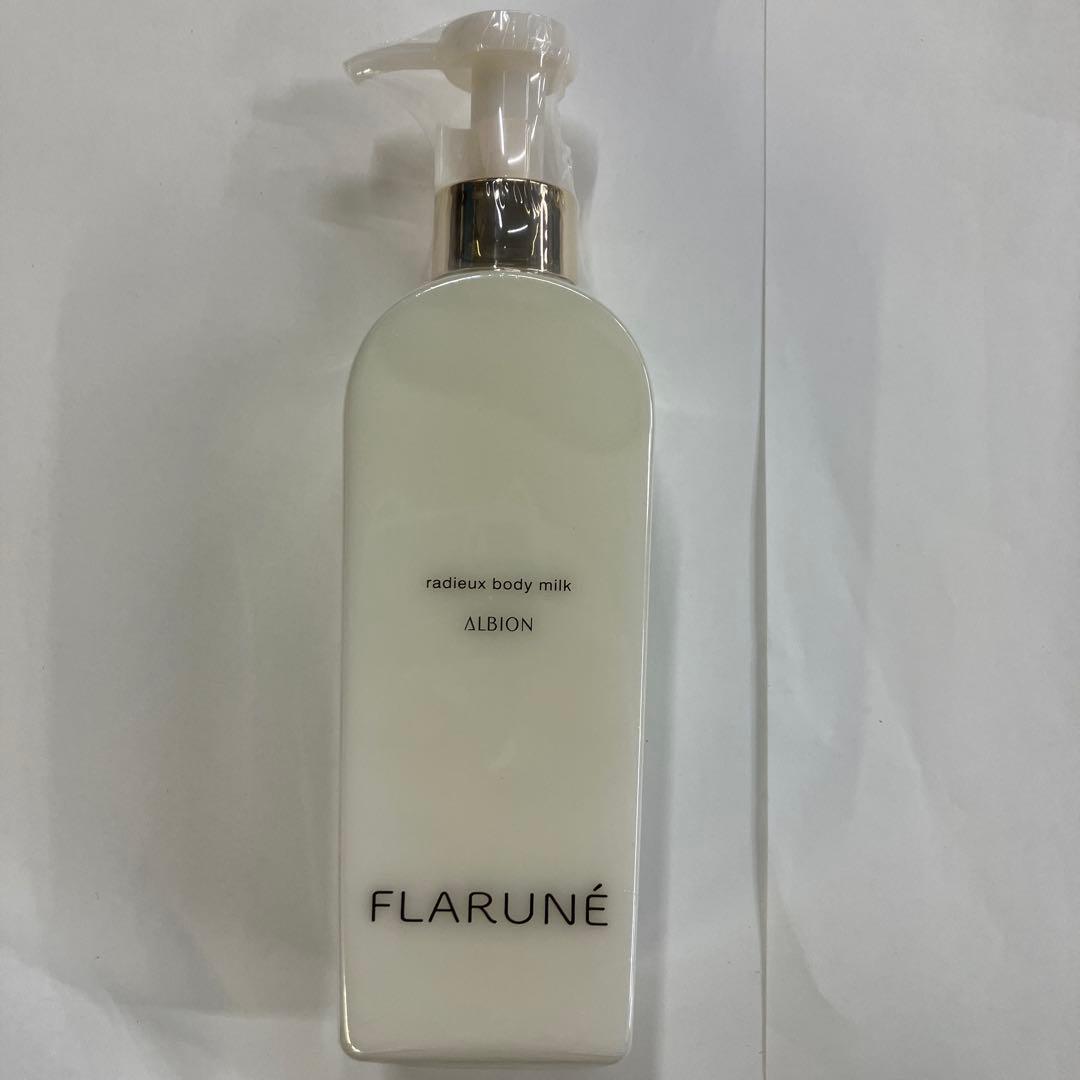 radieux body milk
ALBION
FLARUNÉ